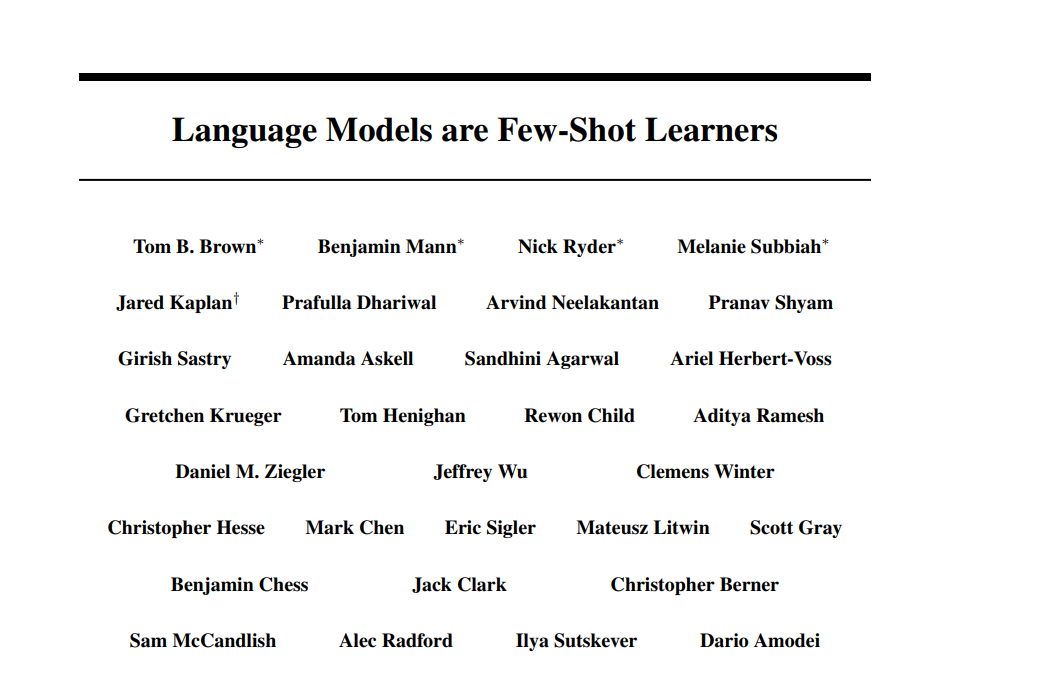 Language Models are Few-Shot Learners
Tom B. Brown* Benjamin Mann* Nick Ryder* Melanie Subbiah*
Jared Kaplan† Prafulla Dhariwal Arvind Neelakantan Pranav Shyam
Girish Sastry Amanda Askell Sandhini Agarwal Ariel Herbert-Voss
Gretchen Krueger Tom Henighan Rewon Child Aditya Ramesh
Daniel M. Ziegler Jeffrey Wu Clemens Winter
Christopher Hesse Mark Chen Eric Sigler Mateusz Litwin Scott Gray
Benjamin Chess Jack Clark Christopher Berner
Sam McCandlish Alec Radford Ilya Sutskever Dario Amodei